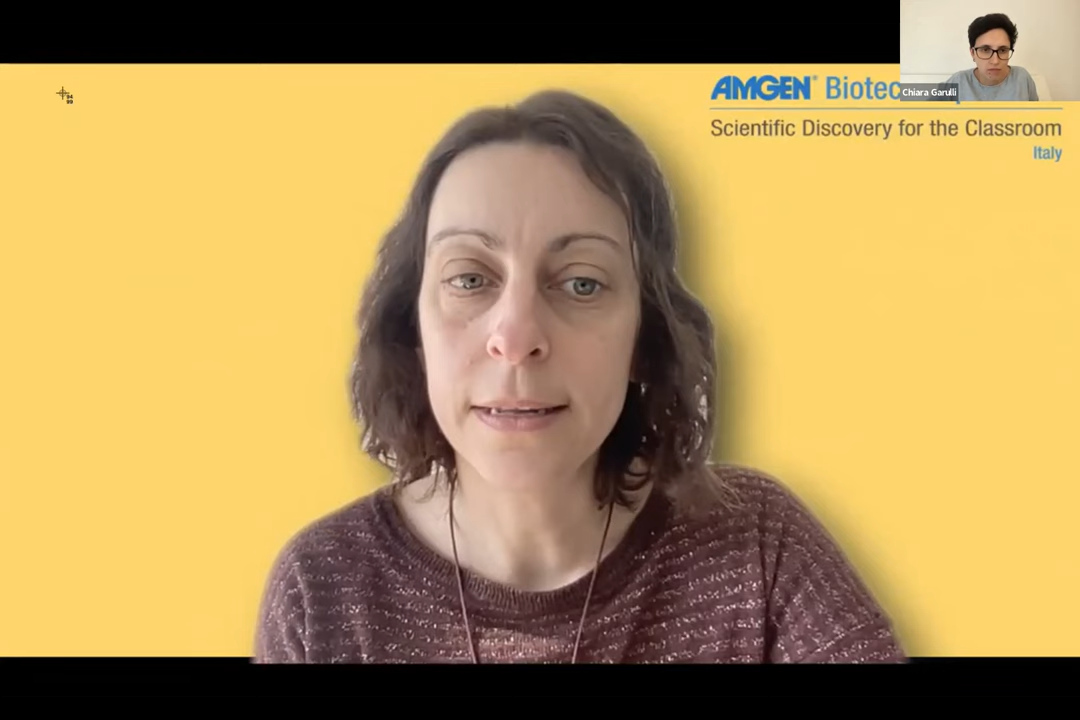 AMGEN® Biotec
Scientific Discovery for the Classroom
Italy
Chiara Garulli